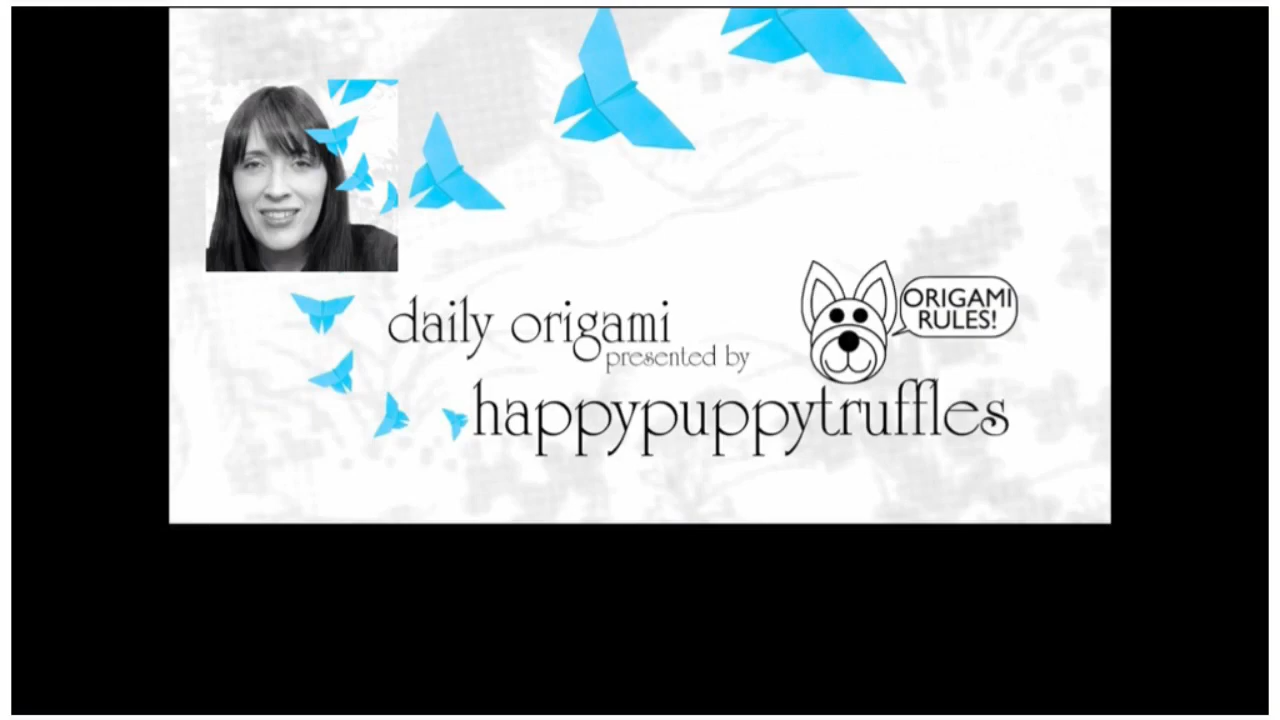 daily origami
presented by
ORIGAMI
RULES!
happypuppytruffles